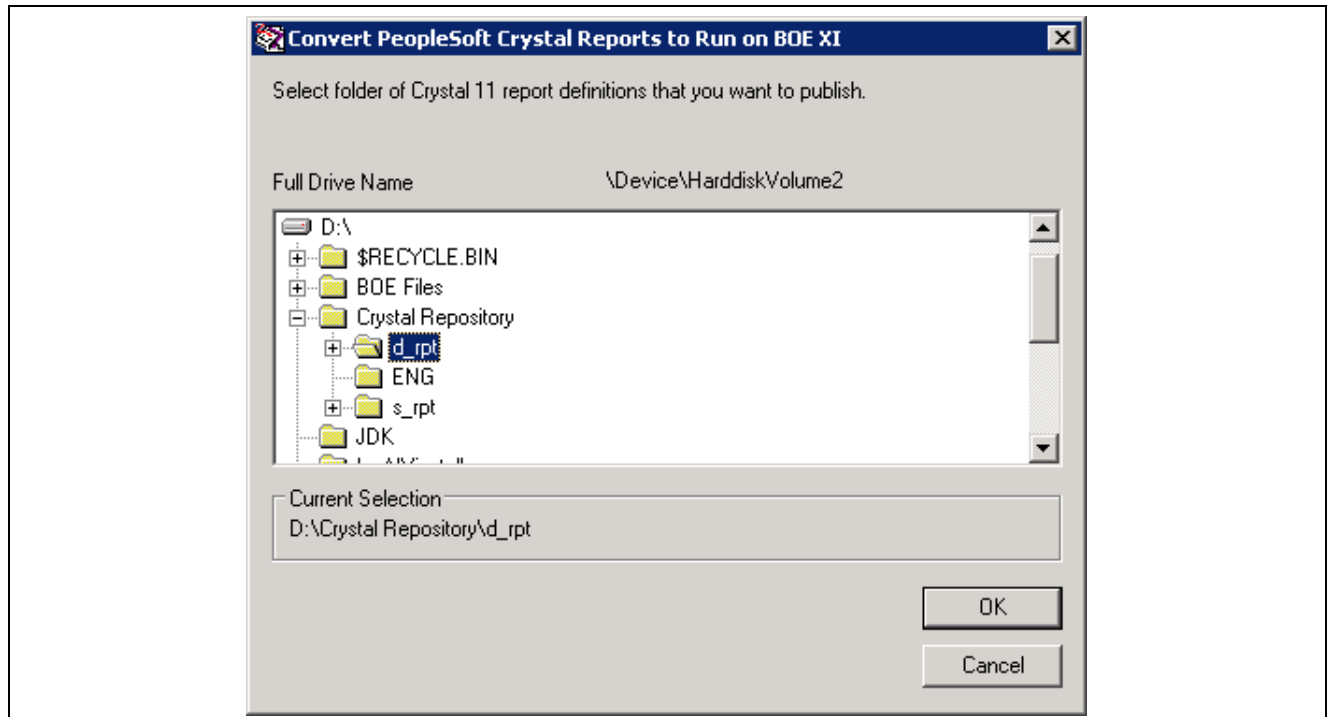 Convert PeopleSoft Crystal Reports to Run on BOE XI
Select folder of Crystal 11 report definitions that you want to publish.
Full Drive Name \Device\HarddiskVolume2
D:\
$RECYCLE.BIN
BOE Files
Crystal Repository
d_rpt
ENG
s_rpt
JDK
Current Selection
D:\Crystal Repository\d_rpt
OK
Cancel